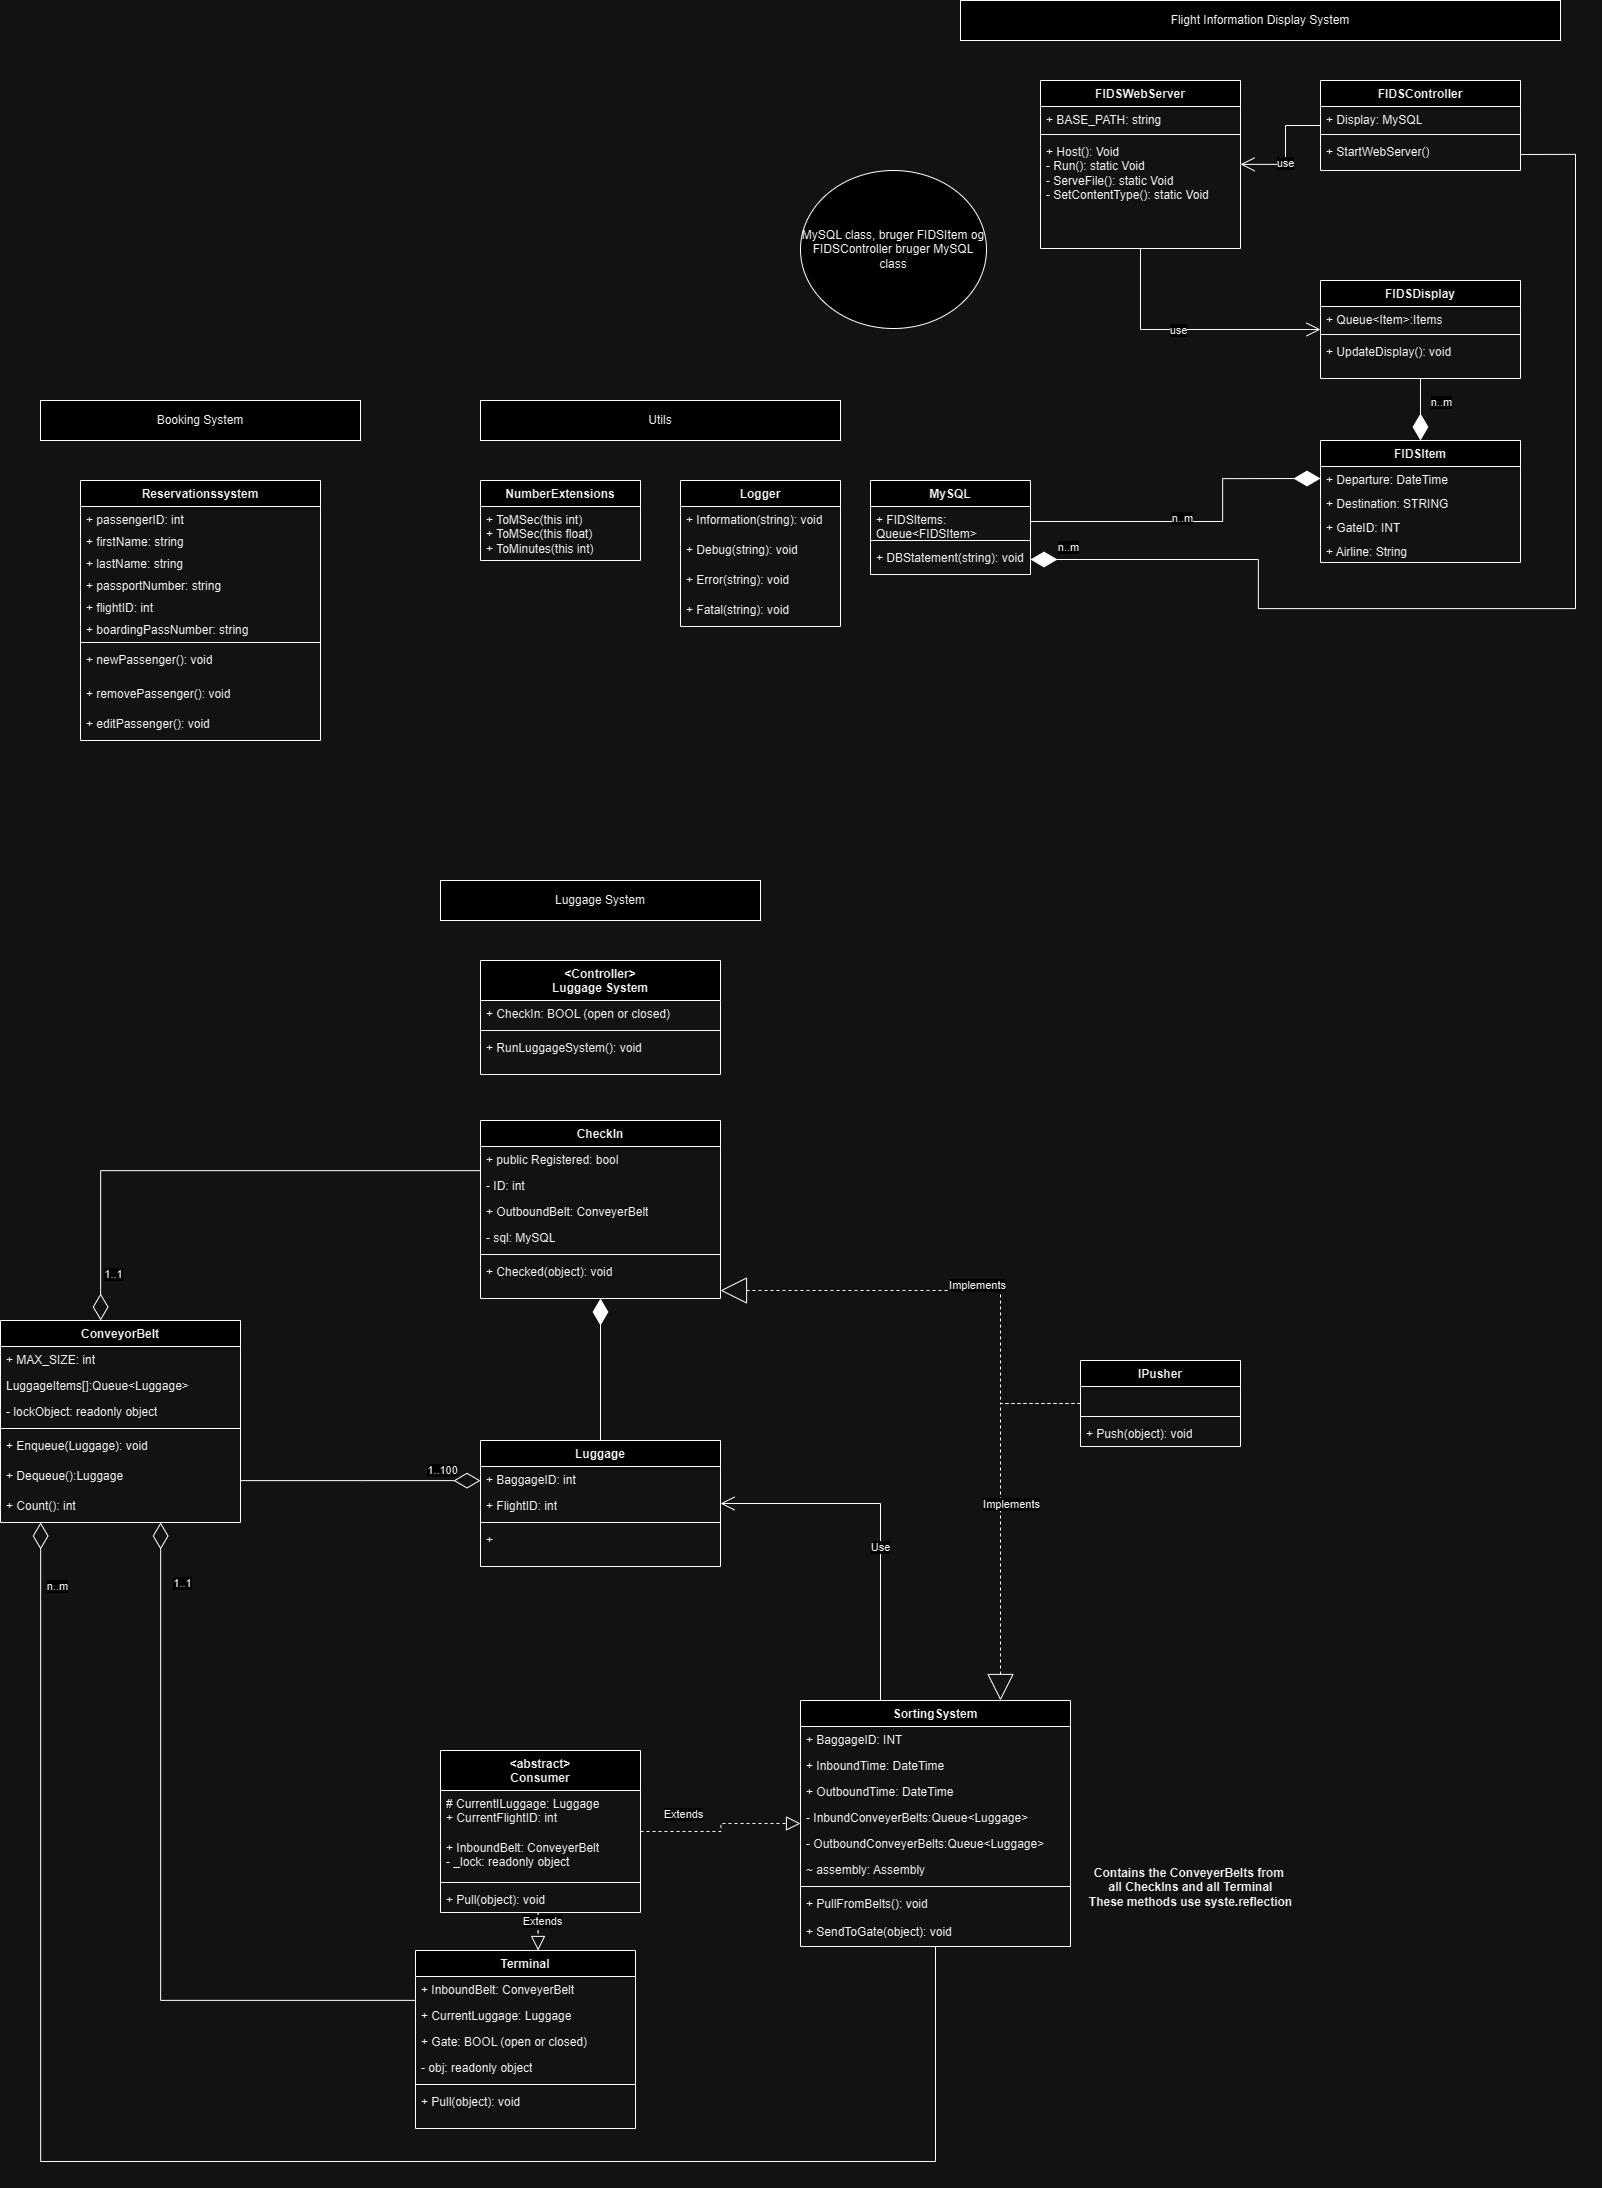 Flight Information Display System
FIDSWebServer
+ BASE_PATH: string
+ Host(): Void
- Run(): static Void
- ServeFile(): static Void
- SetContentType(): static Void
FIDSController
+ Display: MySQL
+ StartWebServer()
use
MySQL class, bruger FIDSItem og
FIDSController bruger MySQL
class
FIDSDisplay
+ Queue<Item>:Items
+ UpdateDisplay(): void
use
n..m
Booking System
Utils
FIDSItem
+ Departure: DateTime
+ Destination: STRING
+ GateID: INT
+ Airline: String
Reservationssystem
+ passengerID: int
+ firstName: string
+ lastName: string
+ passportNumber: string
+ flightID: int
+ boardingPassNumber: string
+ newPassenger(): void
+ removePassenger(): void
+ editPassenger(): void
NumberExtensions
+ ToMSec(this int)
+ ToMSec(this float)
+ ToMinutes(this int)
Logger
+ Information(string): void
+ Debug(string): void
+ Error(string): void
+ Fatal(string): void
MySQL
+ FIDSItems:
Queue<FIDSItem>
+ DBStatement(string): void
n..m
n..m
Luggage System
<Controller>
Luggage System
+ CheckIn: BOOL (open or closed)
+ RunLuggageSystem(): void
CheckIn
+ public Registered: bool
- ID: int
+ OutboundBelt: ConveyerBelt
- sql: MySQL
+ Checked(object): void
1..1
Implements
ConveyorBelt
+ MAX_SIZE: int
LuggageItems[]:Queue<Luggage>
- lockObject: readonly object
+ Enqueue(Luggage): void
+ Dequeue():Luggage
+ Count(): int
IPusher
+ Push(object): void
1..100
Luggage
+ BaggageID: int
+ FlightID: int
+
Implements
Use
n..m
1..1
SortingSystem
+ BaggageID: INT
+ InboundTime: DateTime
+ OutboundTime: DateTime
- InbundConveyerBelts:Queue<Luggage>
- OutboundConveyerBelts:Queue<Luggage>
~ assembly: Assembly
+ PullFromBelts(): void
+ SendToGate(object): void
<abstract>
Consumer
# CurrentlLuggage: Luggage
+ CurrentFlightID: int
+ InboundBelt: ConveyerBelt
- _lock: readonly object
+ Pull(object): void
Extends
Extends
Contains the ConveyerBelts from
all CheckIns and all Terminal
These methods use syste.reflection
Terminal
+ InboundBelt: ConveyerBelt
+ CurrentLuggage: Luggage
+ Gate: BOOL (open or closed)
- obj: readonly object
+ Pull(object): void